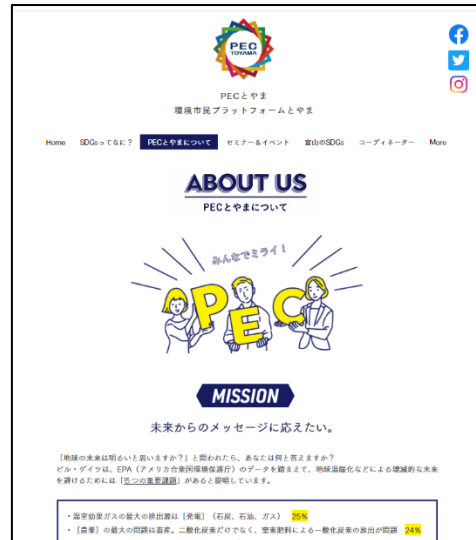 PEC
TOYAMA
PECとやま
環境市民プラットフォームとやま
Home SDGsってなに？ PECとやまについて セミナー＆イベント 富山のSDGs コーディネーター More
ABOUT US
PECとやまについて
みんなでミライ！
PEC
MISSION
未来からのメッセージに応えたい。
「地球の未来は明るいと思いますか？」と問われたら、あなたは何と答えますか？
ビル・ゲイツは、EPA（アメリカ合衆国環境保護庁）のデータを踏まえて、地球温暖化などによる壊滅的な未来
を避けるためには「５つの重要課題」があると説明しています。
・温室効果ガスの最大の排出源は［発電］（石炭、石油、ガス） 25%
・［農業］の最大の問題は畜産。二酸化炭素だけでなく、窒素肥料による一酸化炭素の放出が問題 24%